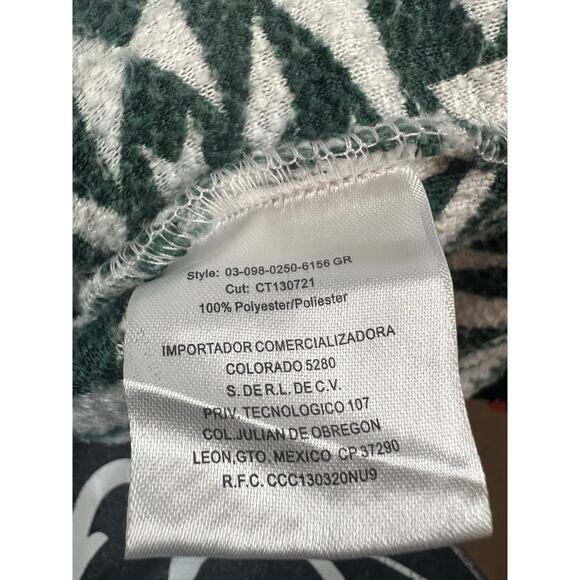 Style: 03-098-0250-6156 GR
Cut: CT130721
100% Polyester/Poliester
IMPORTADOR COMERCIALIZADORA
COLORADO 5280
S. DE R.L. DE C.V.
PRIV. TECNOLOGICO 107
COL.JULIAN DE OBREGON
LEON,GTO. MEXICO CP 37290
R.F.C. CCC130320NU9